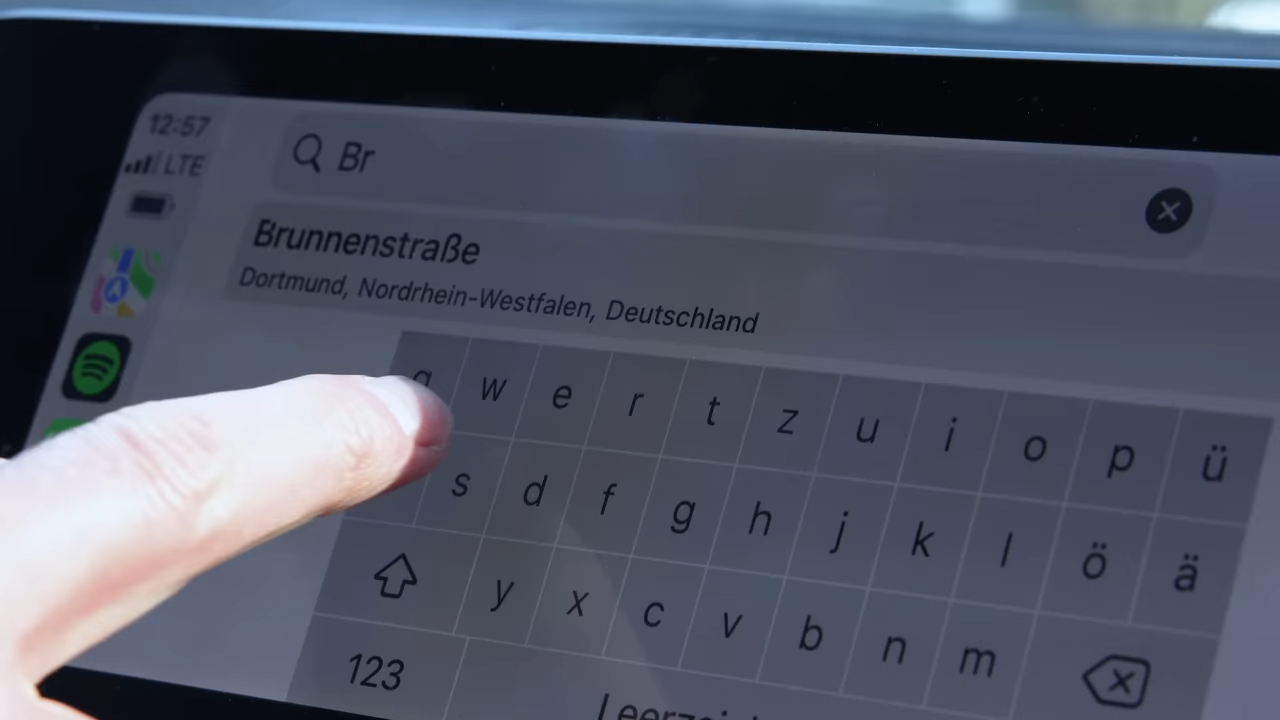 12:57
LTE
Br
Brunnenstraße
Dortmund, Nordrhein-Westfalen, Deutschland
q w e r t z u i o p ü
s d f g h j k l ö ä
y x c v b n m
123